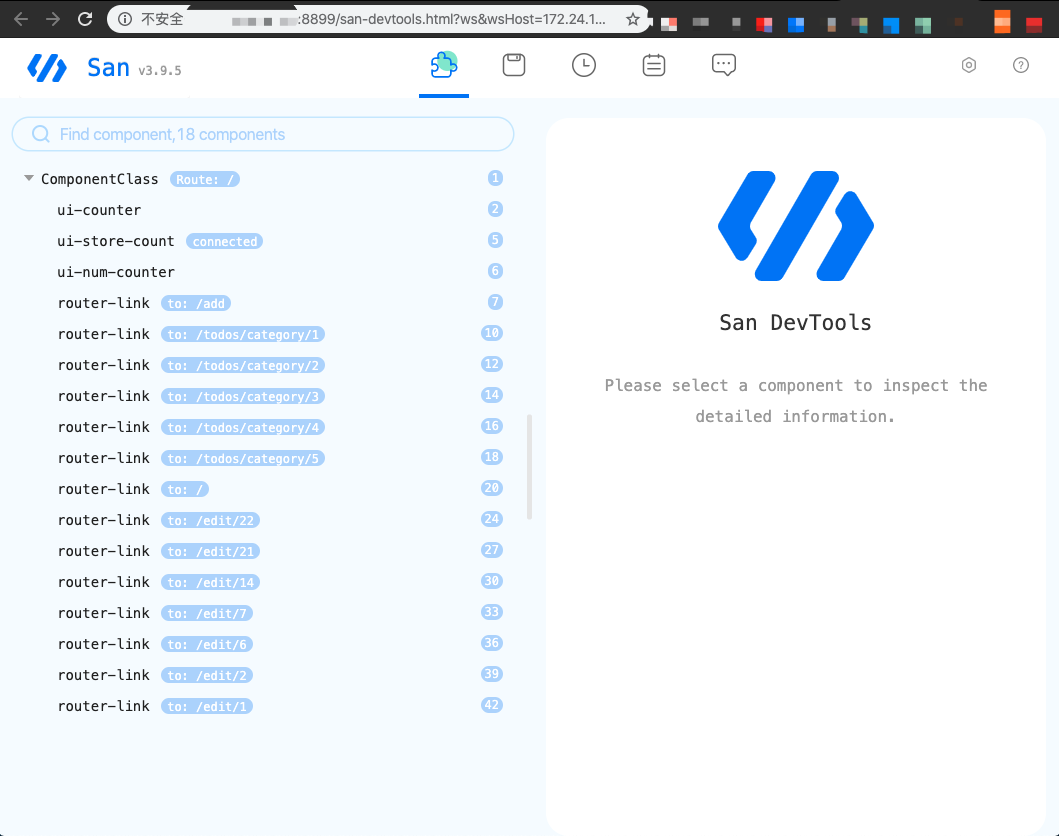 不安全 :8899/san-devtools.html?ws&wsHost=172.24.1...
San v3.9.5
Find component,18 components
ComponentClass Route: / 1
ui-counter 2
ui-store-count connected 5
ui-num-counter 6
router-link to: /add 7
router-link to: /todos/category/1 10
router-link to: /todos/category/2 12
router-link to: /todos/category/3 14
router-link to: /todos/category/4 16
router-link to: /todos/category/5 18
router-link to: / 20
router-link to: /edit/22 24
router-link to: /edit/21 27
router-link to: /edit/14 30
router-link to: /edit/7 33
router-link to: /edit/6 36
router-link to: /edit/2 39
router-link to: /edit/1 42
San DevTools
Please select a component to inspect the
detailed information.